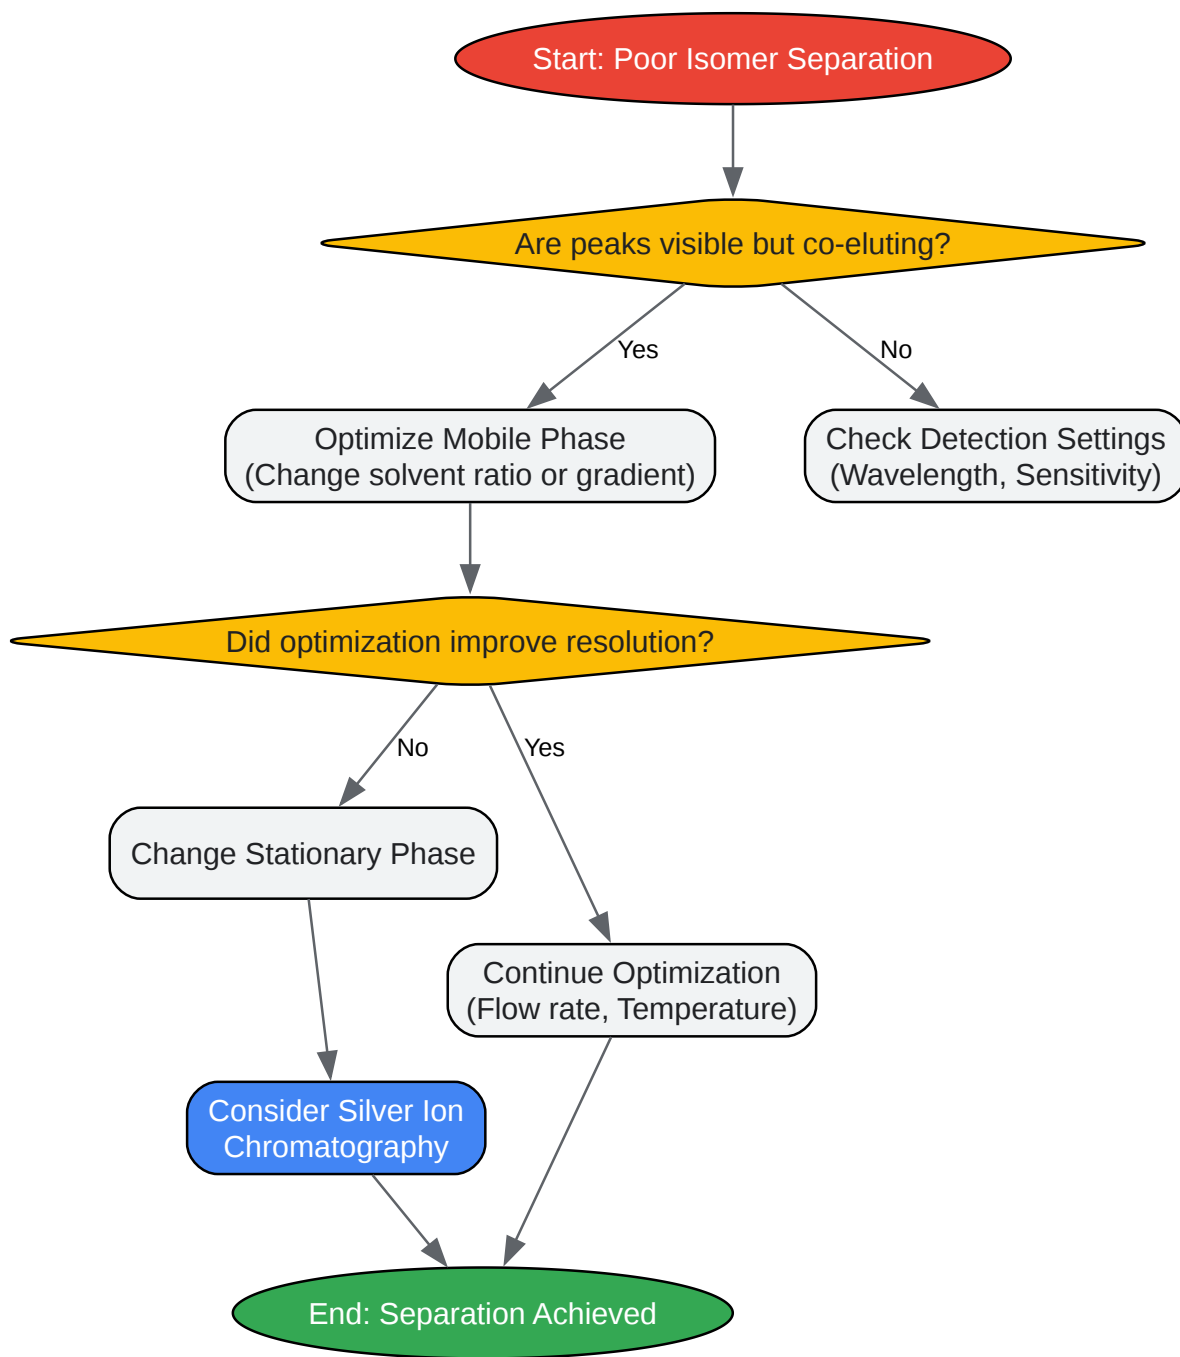 Start: Poor Isomer Separation
Are peaks visible but co-eluting?
Yes
No
Optimize Mobile Phase
(Change solvent ratio or gradient)
Check Detection Settings
(Wavelength, Sensitivity)
Did optimization improve resolution?
No
Yes
Change Stationary Phase
Continue Optimization
(Flow rate, Temperature)
Consider Silver Ion
Chromatography
End: Separation Achieved